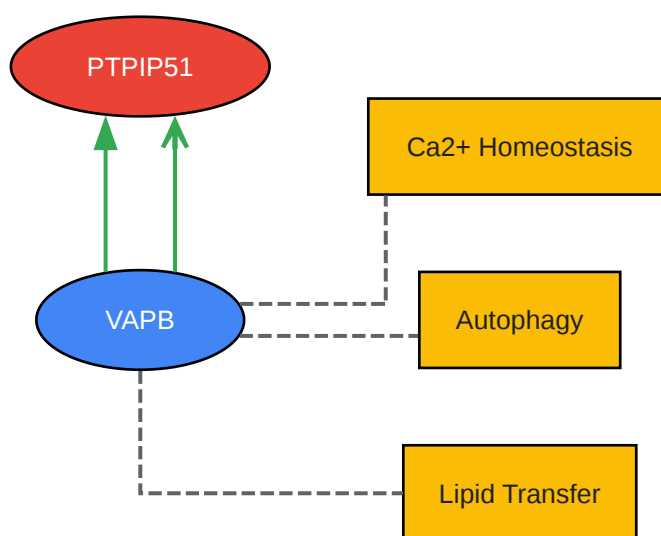 PTPIP51
Ca2+ Homeostasis
VAPB
Autophagy
Lipid Transfer